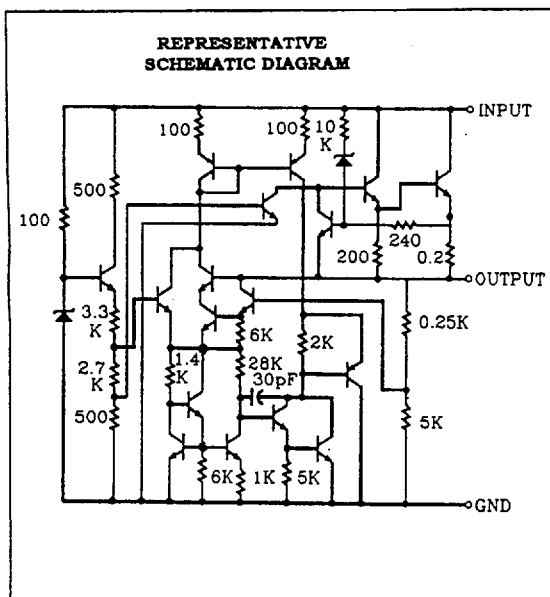 REPRESENTATIVE
SCHEMATIC DIAGRAM
INPUT
100
100
10
K
500
100
240
200
0.2
OUTPUT
3.3
K
6K
2K
0.25K
2.7
K
1.4
K
28K
30pF
500
5K
6K
1K
5K
GND